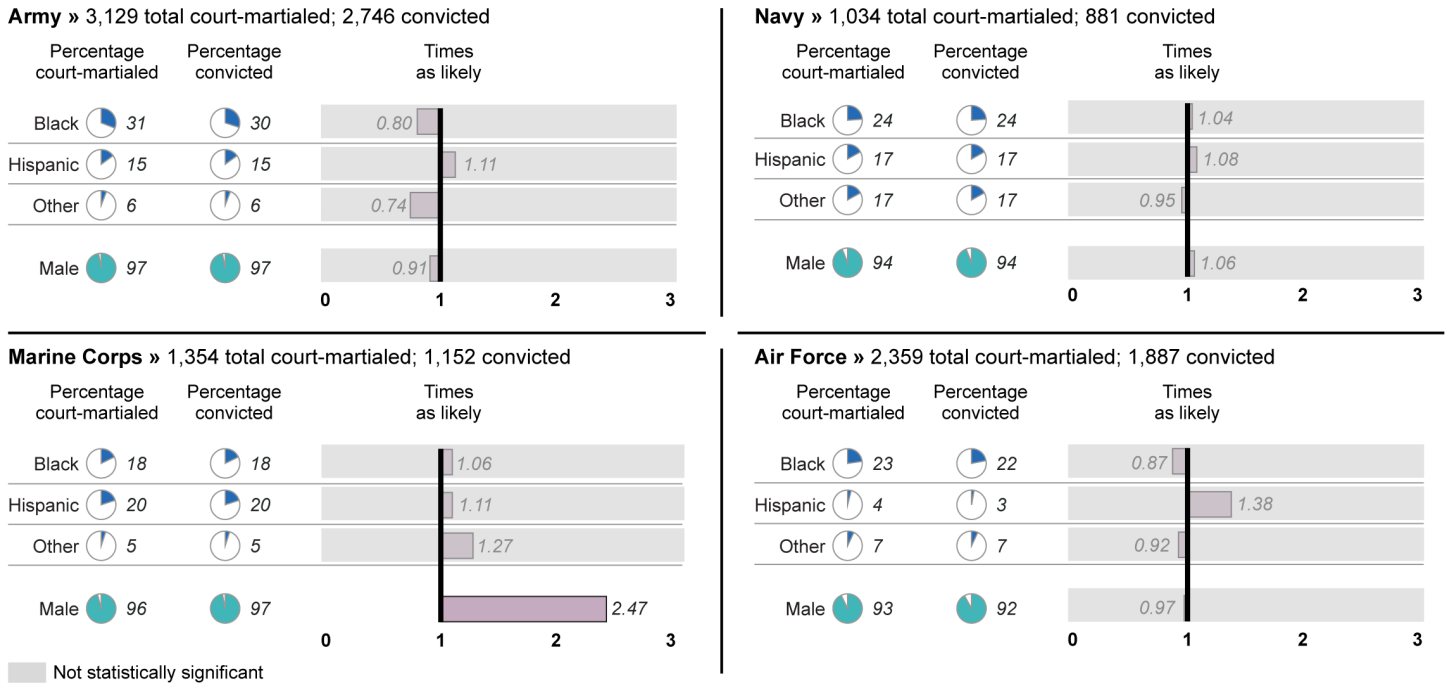 Army » 3,129 total court-martialed; 2,746 convicted
Percentage court-martialed
Percentage convicted
Times as likely
Black 31 30 0.80
Hispanic 15 15 1.11
Other 6 6 0.74
Male 97 97 0.91
0 1 2 3
Navy » 1,034 total court-martialed; 881 convicted
Percentage court-martialed
Percentage convicted
Times as likely
Black 24 24 1.04
Hispanic 17 17 1.08
Other 17 17 0.95
Male 94 94 1.06
0 1 2 3
Marine Corps » 1,354 total court-martialed; 1,152 convicted
Percentage court-martialed
Percentage convicted
Times as likely
Black 18 18 1.06
Hispanic 20 20 1.11
Other 5 5 1.27
Male 96 97 2.47
0 1 2 3
Air Force » 2,359 total court-martialed; 1,887 convicted
Percentage court-martialed
Percentage convicted
Times as likely
Black 23 22 0.87
Hispanic 4 3 1.38
Other 7 7 0.92
Male 93 92 0.97
0 1 2 3
Not statistically significant